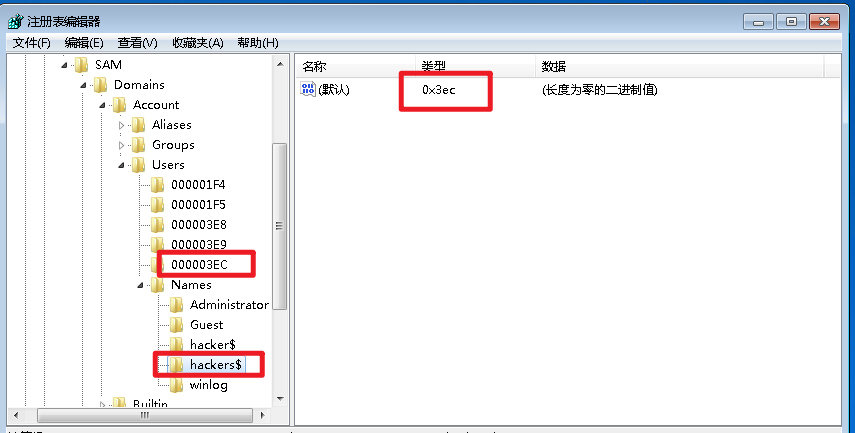 注册表编辑器
文件(F) 编辑(E) 查看(V) 收藏夹(A) 帮助(H)
SAM
Domains
Account
Aliases
Groups
Users
000001F4
000001F5
000003E8
000003E9
000003EC
Names
Administrator
Guest
hacker$
hackers$
winlog
Builtin
名称 类型 数据
(默认) 0x3ec (长度为零的二进制值)